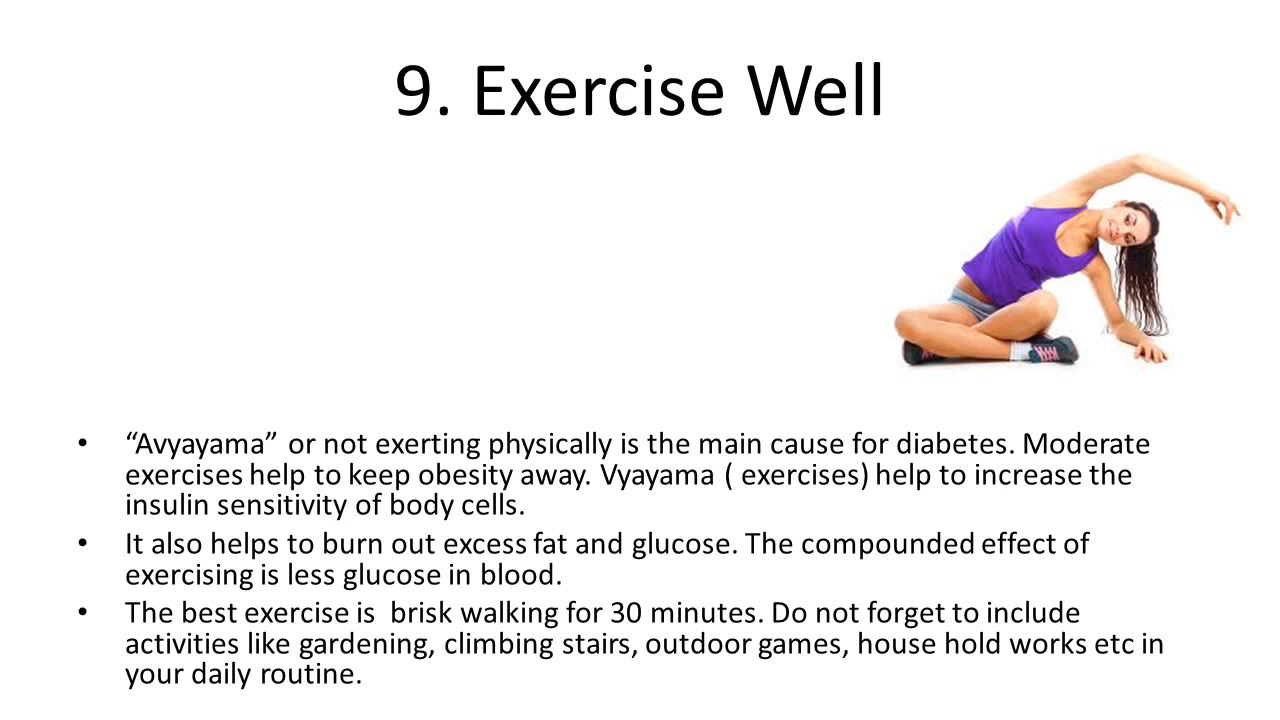 9. Exercise Well
• “Avyayama” or not exerting physically is the main cause for diabetes. Moderate
exercises help to keep obesity away. Vyayama ( exercises) help to increase the
insulin sensitivity of body cells.
• It also helps to burn out excess fat and glucose. The compounded effect of
exercising is less glucose in blood.
• The best exercise is  brisk walking for 30 minutes. Do not forget to include
activities like gardening, climbing stairs, outdoor games, house hold works etc in
your daily routine.